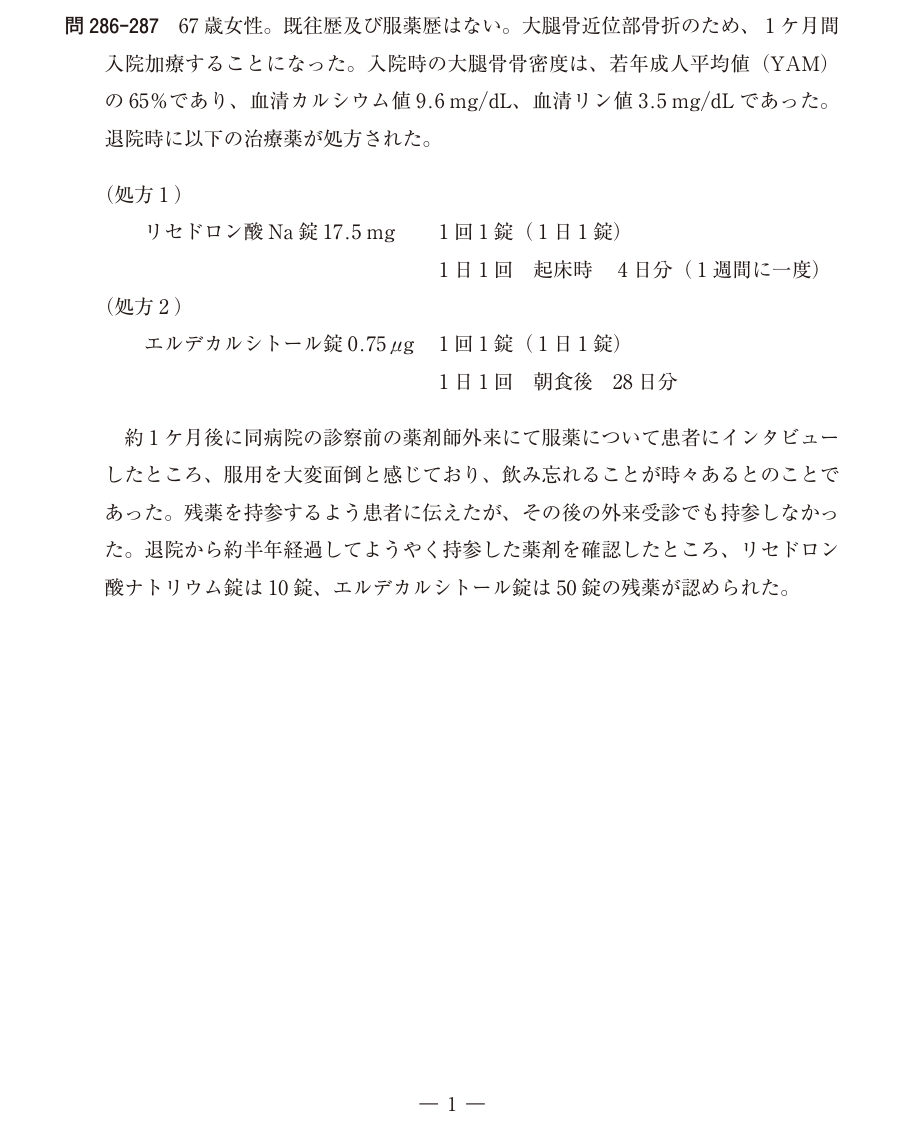 問 286-287 67 歳女性。既往歴及び服薬歴はない。大腿骨近位部骨折のため、1ケ月間
入院加療することになった。入院時の大腿骨骨密度は、若年成人平均値（YAM）
の 65%であり、血清カルシウム値 9.6 mg/dL、血清リン値 3.5 mg/dL であった。
退院時に以下の治療薬が処方された。
（処方 1 ）
リセドロン酸 Na 錠 17.5 mg 1 回 1 錠（ 1 日 1 錠）
1 日 1 回 起床時 4 日分（ 1 週間に一度）
（処方 2 ）
エルデカルシトール錠 0.75 μg 1 回 1 錠（ 1 日 1 錠）
1 日 1 回 朝食後 28 日分
約 1 ケ月後に同病院の診察前の薬剤師外来にて服薬について患者にインタビュー
したところ、服用を大変面倒と感じており、飲み忘れることが時々あるとのことで
あった。残薬を持参するよう患者に伝えたが、その後の外来受診でも持参しなかっ
た。退院から約半年経過してようやく持参した薬剤を確認したところ、リセドロン
酸ナトリウム錠は 10 錠、エルデカルシトール錠は 50 錠の残薬が認められた。
— 1 —